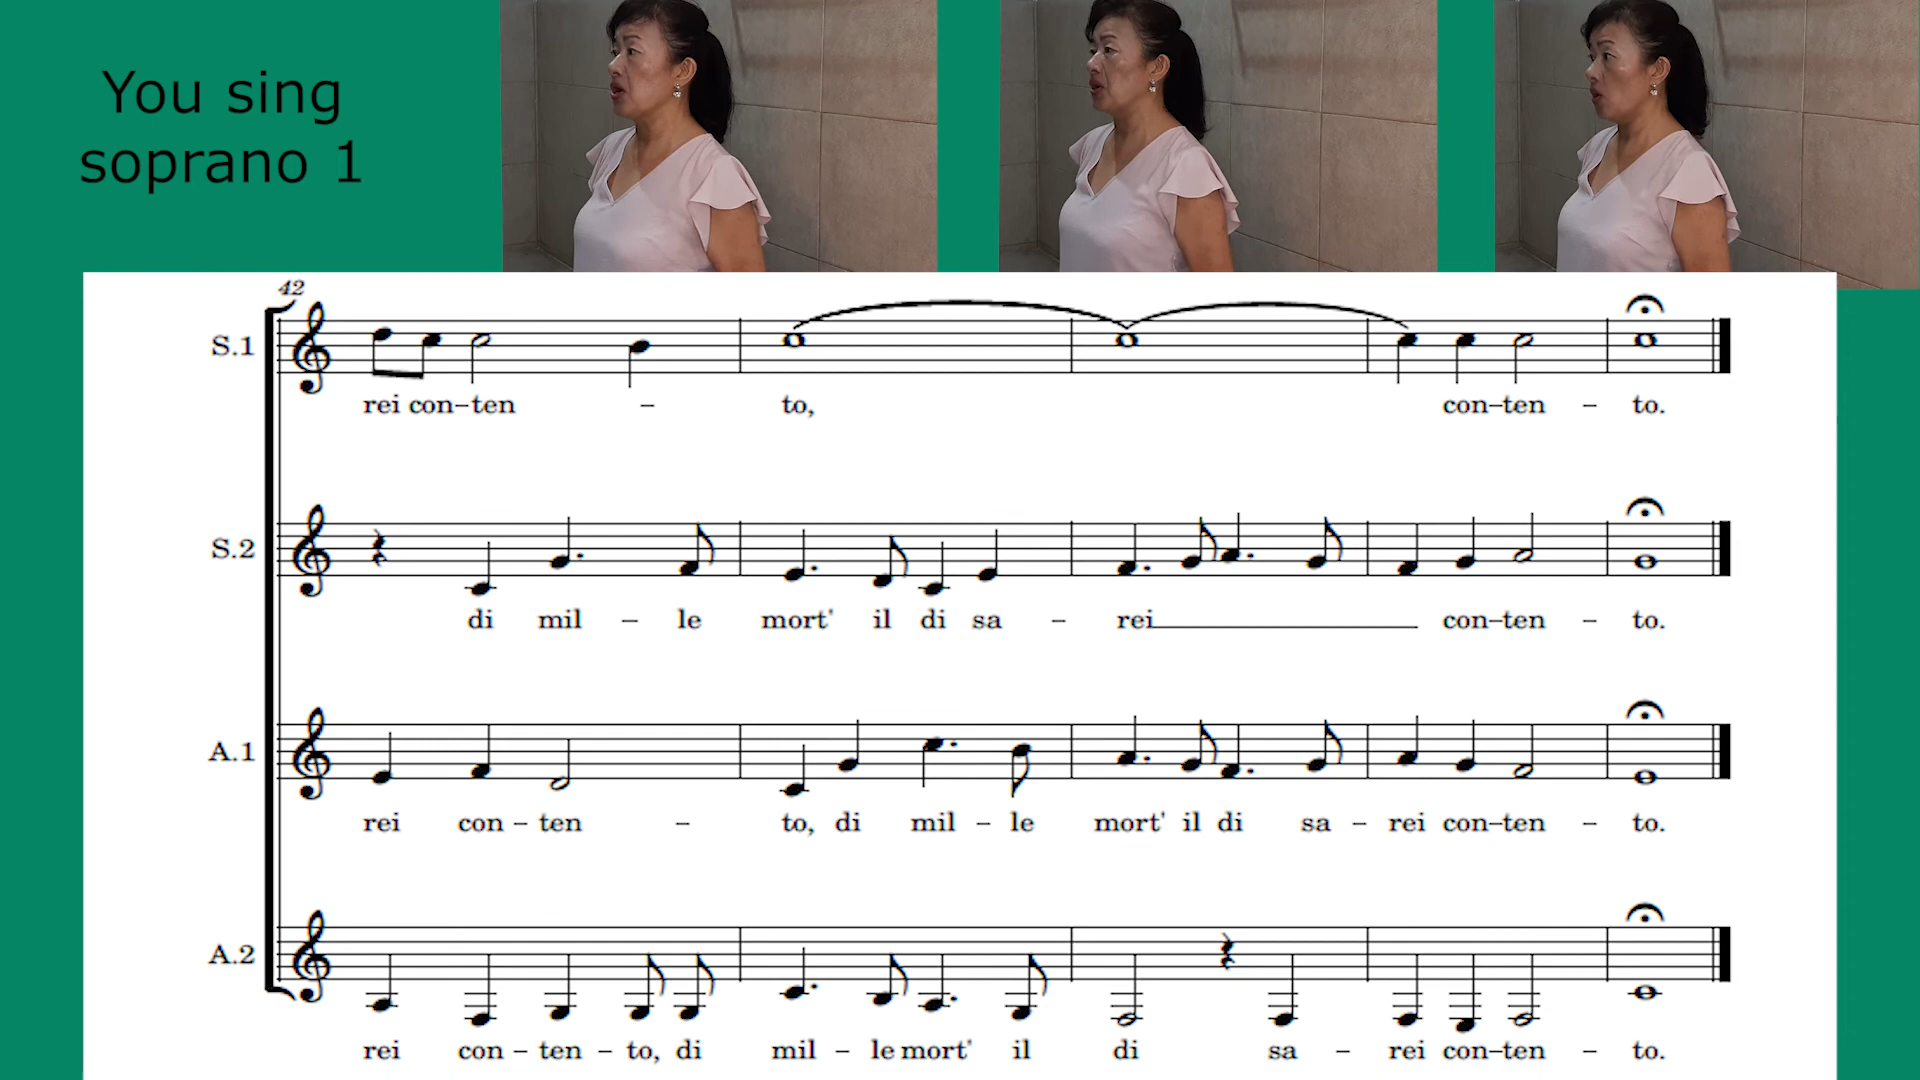 You sing
soprano 1
42
S.1
rei con-ten - to, con-ten - to.
S.2
di mil - le mort' il di sa - rei con-ten - to.
A.1
rei con - ten - to, di mil - le mort' il di sa - rei con-ten - to.
A.2
rei con - ten - to, di mil - le mort' il di sa - rei con-ten - to.